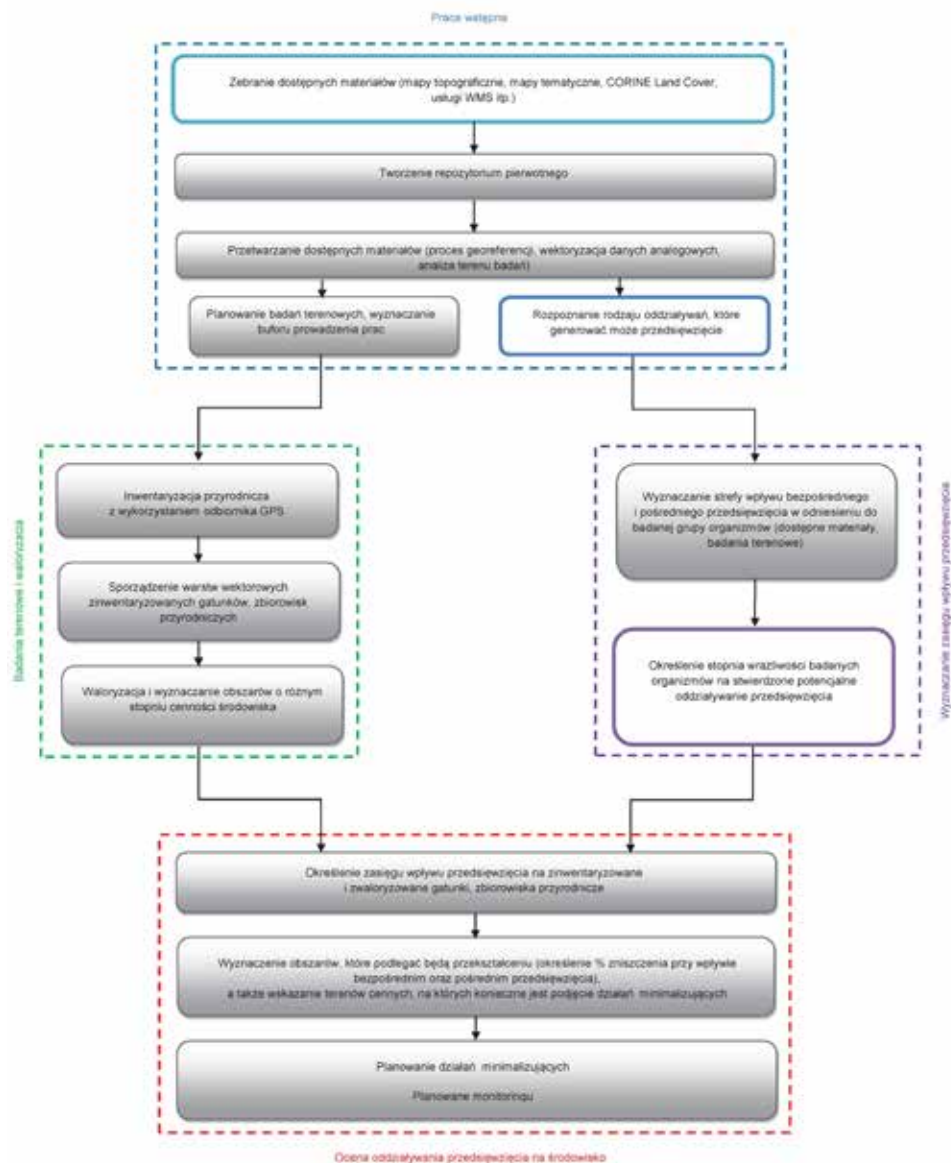 Prace wstępne
Zebranie dostępnych materiałów (mapy topograficzne, mapy tematyczne, CORINE Land Cover,
usługi WMS itp.)
Tworzenie repozytorium pierwotnego
Przetwarzanie dostępnych materiałów (proces georeferencji, wektoryzacja danych analogowych,
analiza terenu badań)
Planowanie badań terenowych, wyznaczanie
buforu prowadzenia prac
Rozpoznanie rodzaju oddziaływań, które
generować może przedsięwzięcie
Badania terenowe i waloryzacja
Inwentaryzacja przyrodnicza
z wykorzystaniem odbiornika GPS
Sporządzenie warstw wektorowych
zinwentaryzowanych gatunków, zbiorowisk
przyrodniczych
Waloryzacja i wyznaczanie obszarów o różnym
stopniu cenności środowiska
Wyznaczanie strefy wpływu bezpośredniego
i pośredniego przedsięwzięcia w odniesieniu do
badanej grupy organizmów (dostępne materiały,
badania terenowe)
Określenie stopnia wrażliwości badanych
organizmów na stwierdzone potencjalne
oddziaływanie przedsięwzięcia
Wyznaczanie zasięgu wpływu przedsięwzięcia
Określenie zasięgu wpływu przedsięwzięcia na zinwentaryzowane
i zwaloryzowane gatunki, zbiorowiska przyrodnicze
Wyznaczenie obszarów, które podlegać będą przekształceniu (określenie % zniszczenia przy wpływie
bezpośrednim oraz pośrednim przedsięwzięcia),
a także wskazanie terenów cennych, na których konieczne jest podjęcie działań minimalizujących
Planowanie działań minimalizujących
Planowane monitoringu
Ocena oddziaływania przedsięwzięcia na środowisko